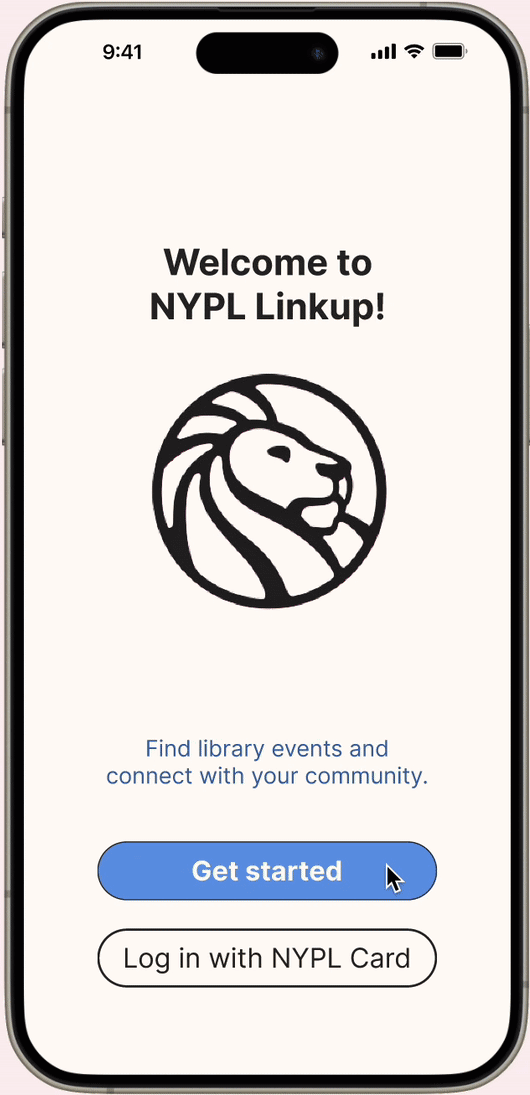 9:41
Welcome to
NYPL Linkup!
Find library events and
connect with your community.
Get started
Log in with NYPL Card